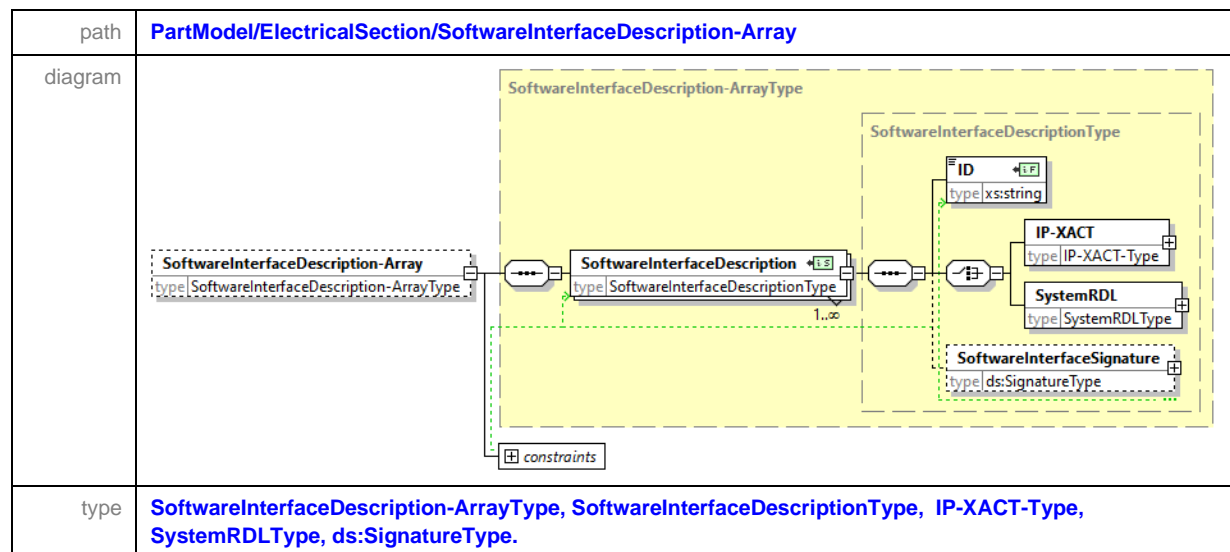 path PartModel/ElectricalSection/SoftwareInterfaceDescription-Array
diagram
SoftwareInterfaceDescription-ArrayType
SoftwareInterfaceDescriptionType
ID
type xs:string
IP-XACT
type IP-XACT-Type
SoftwareInterfaceDescription-Array
type SoftwareInterfaceDescription-ArrayType
SoftwareInterfaceDescription
type SoftwareInterfaceDescriptionType
1..∞
SystemRDL
type SystemRDLType
SoftwareInterfaceSignature
type ds:SignatureType
...
constraints
type SoftwareInterfaceDescription-ArrayType, SoftwareInterfaceDescriptionType, IP-XACT-Type,
SystemRDLType, ds:SignatureType.